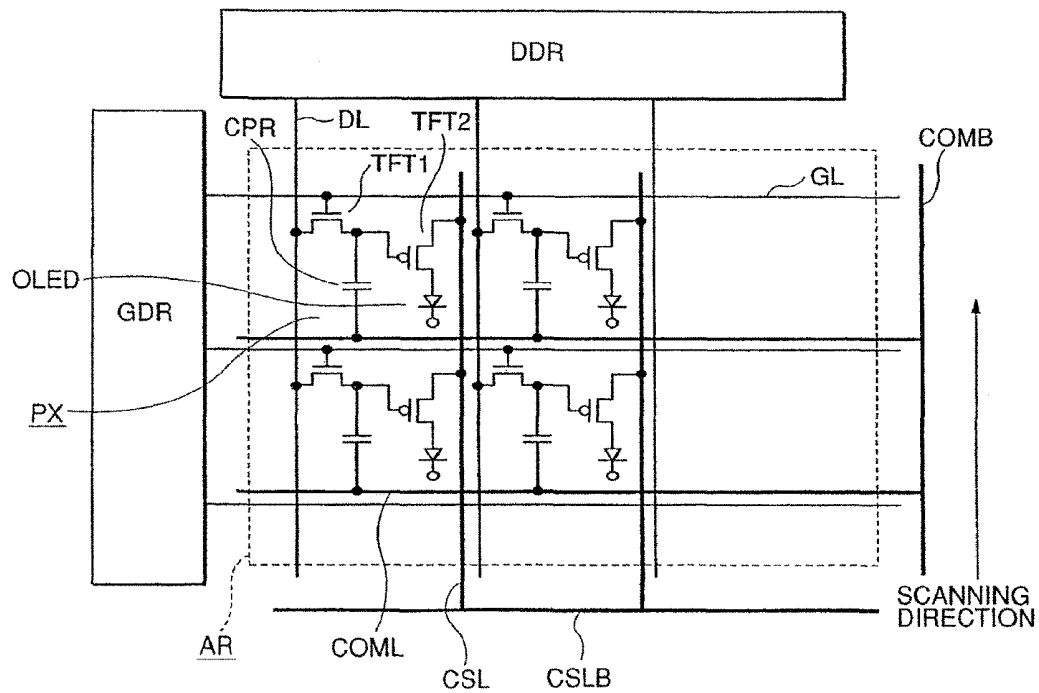 DDR
CPR
DL
TFT2
TFT1
COMB
GL
OLED
GDR
PX
SCANNING
DIRECTION
AR
COML
CSL
CSLB